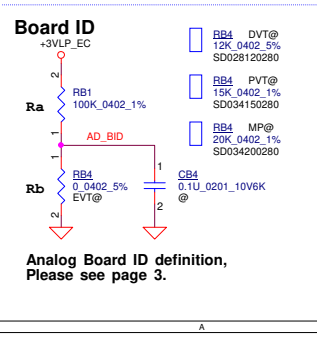 Board ID
+3VLP_EC
2
RB1
100K_0402_1%
Ra
1
AD_BID
1
RB4
0_0402_5%
EVT@
Rb
2
1
CB4
0.1U_0201_10V6K
@
2
RB4 DVT@
12K_0402_5%
SD028120280
RB4 PVT@
15K_0402_1%
SD034150280
RB4 MP@
20K_0402_1%
SD034200280
Analog Board ID definition,
Please see page 3.
A